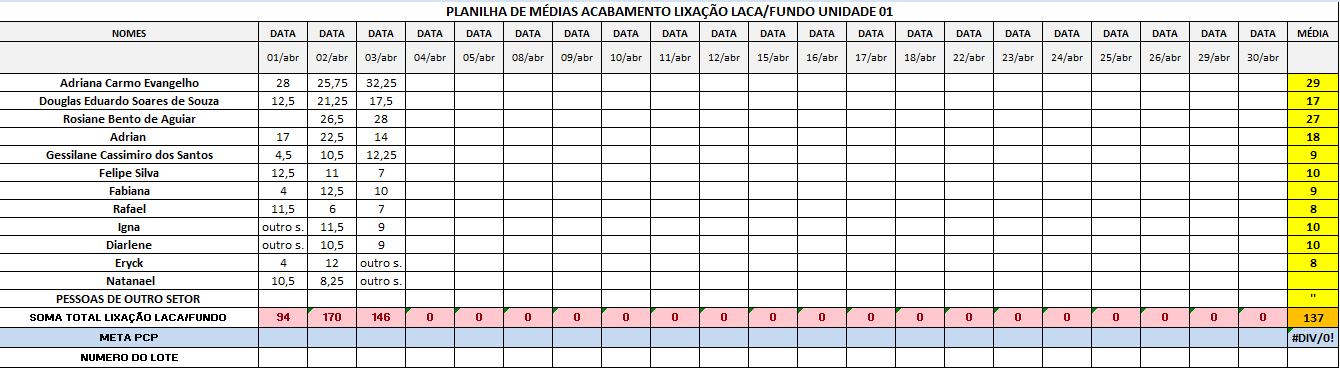 PLANILHA DE MÉDIAS ACABAMENTO LIXAÇÃO LACA/FUNDO UNIDADE 01
NOMES DATA DATA DATA DATA DATA DATA DATA DATA DATA DATA DATA DATA DATA DATA DATA DATA DATA DATA DATA DATA DATA MÉDIA
01/abr 02/abr 03/abr 04/abr 05/abr 08/abr 09/abr 10/abr 11/abr 12/abr 15/abr 16/abr 17/abr 18/abr 22/abr 23/abr 24/abr 25/abr 26/abr 29/abr 30/abr
Adriana Carmo Evangelho 28 25,75 32,25 29
Douglas Eduardo Soares de Souza 12,5 21,25 17,5 17
Rosiane Bento de Aguiar 26,5 28 27
Adrian 17 22,5 14 18
Gessilane Cassimiro dos Santos 4,5 10,5 12,25 9
Felipe Silva 12,5 11 7 10
Fabiana 4 12,5 10 9
Rafael 11,5 6 7 8
Igna outro s. 11,5 9 10
Diarlene outro s. 10,5 9 10
Eryck 4 12 outro s. 8
Natanael 10,5 8,25 outro s.
PESSOAS DE OUTRO SETOR "
SOMA TOTAL LIXAÇÃO LACA/FUNDO 94 170 146 0 0 0 0 0 0 0 0 0 0 0 0 0 0 0 0 0 0 137
META PCP #DIV/0!
NUMERO DO LOTE